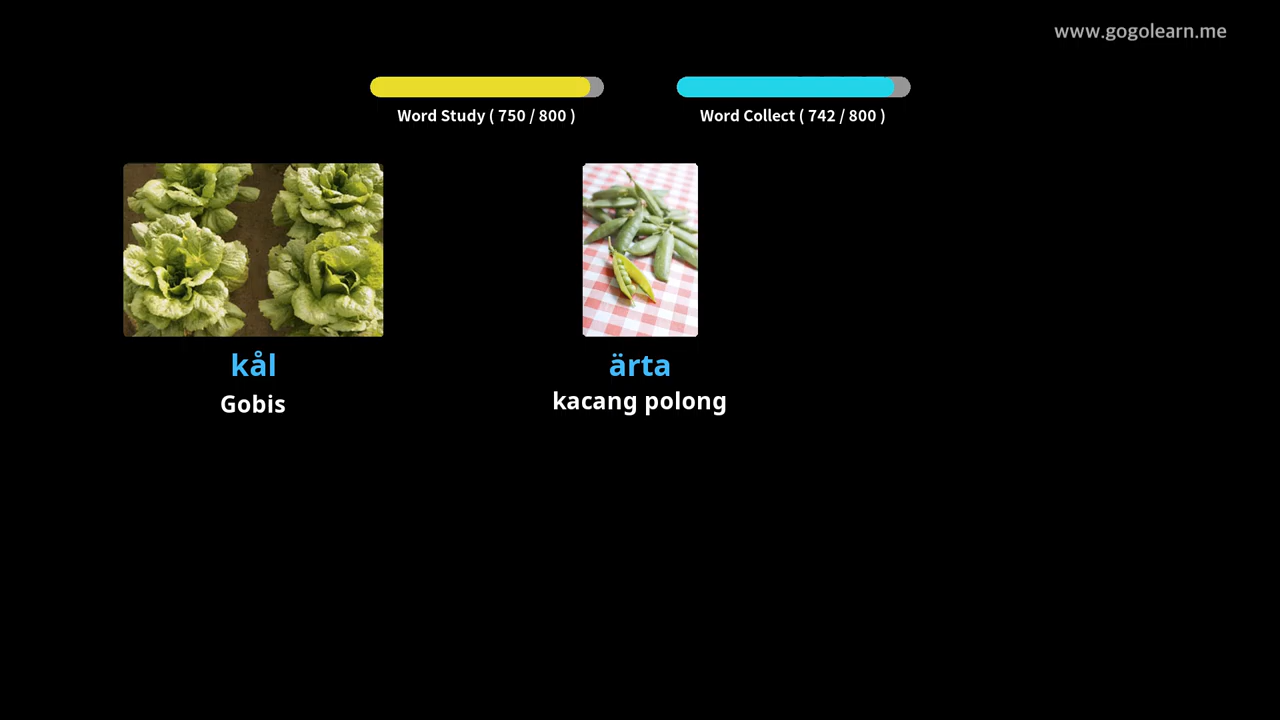 www.gogolearn.me
Word Study ( 750 / 800 )
Word Collect ( 742 / 800 )
kål
Gobis
ärta
kacang polong